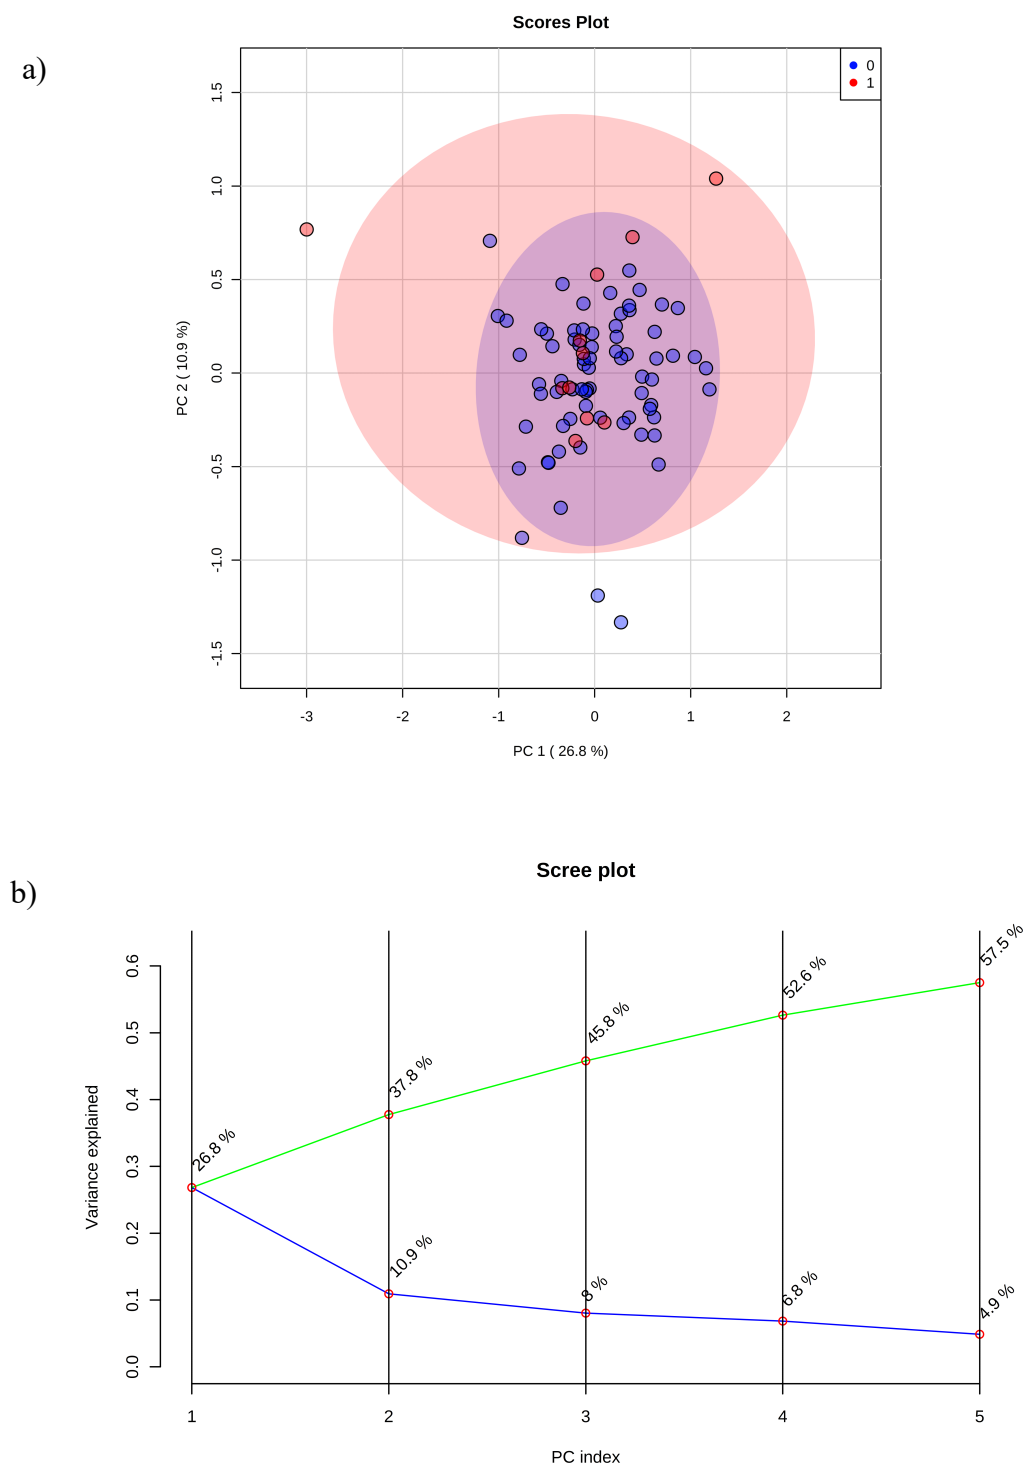 Scores Plot
a)
0
1
1.5
1.0
0.5
0.0
-0.5
-1.0
-1.5
PC 2 ( 10.9 %)
-3 -2 -1 0 1 2
PC 1 ( 26.8 %)
Scree plot
b)
57.5 %
52.6 %
45.8 %
37.8 %
26.8 %
10.9 %
8 %
6.8 %
4.9 %
0.6
0.5
0.4
0.3
0.2
0.1
0.0
Variance explained
1 2 3 4 5
PC index